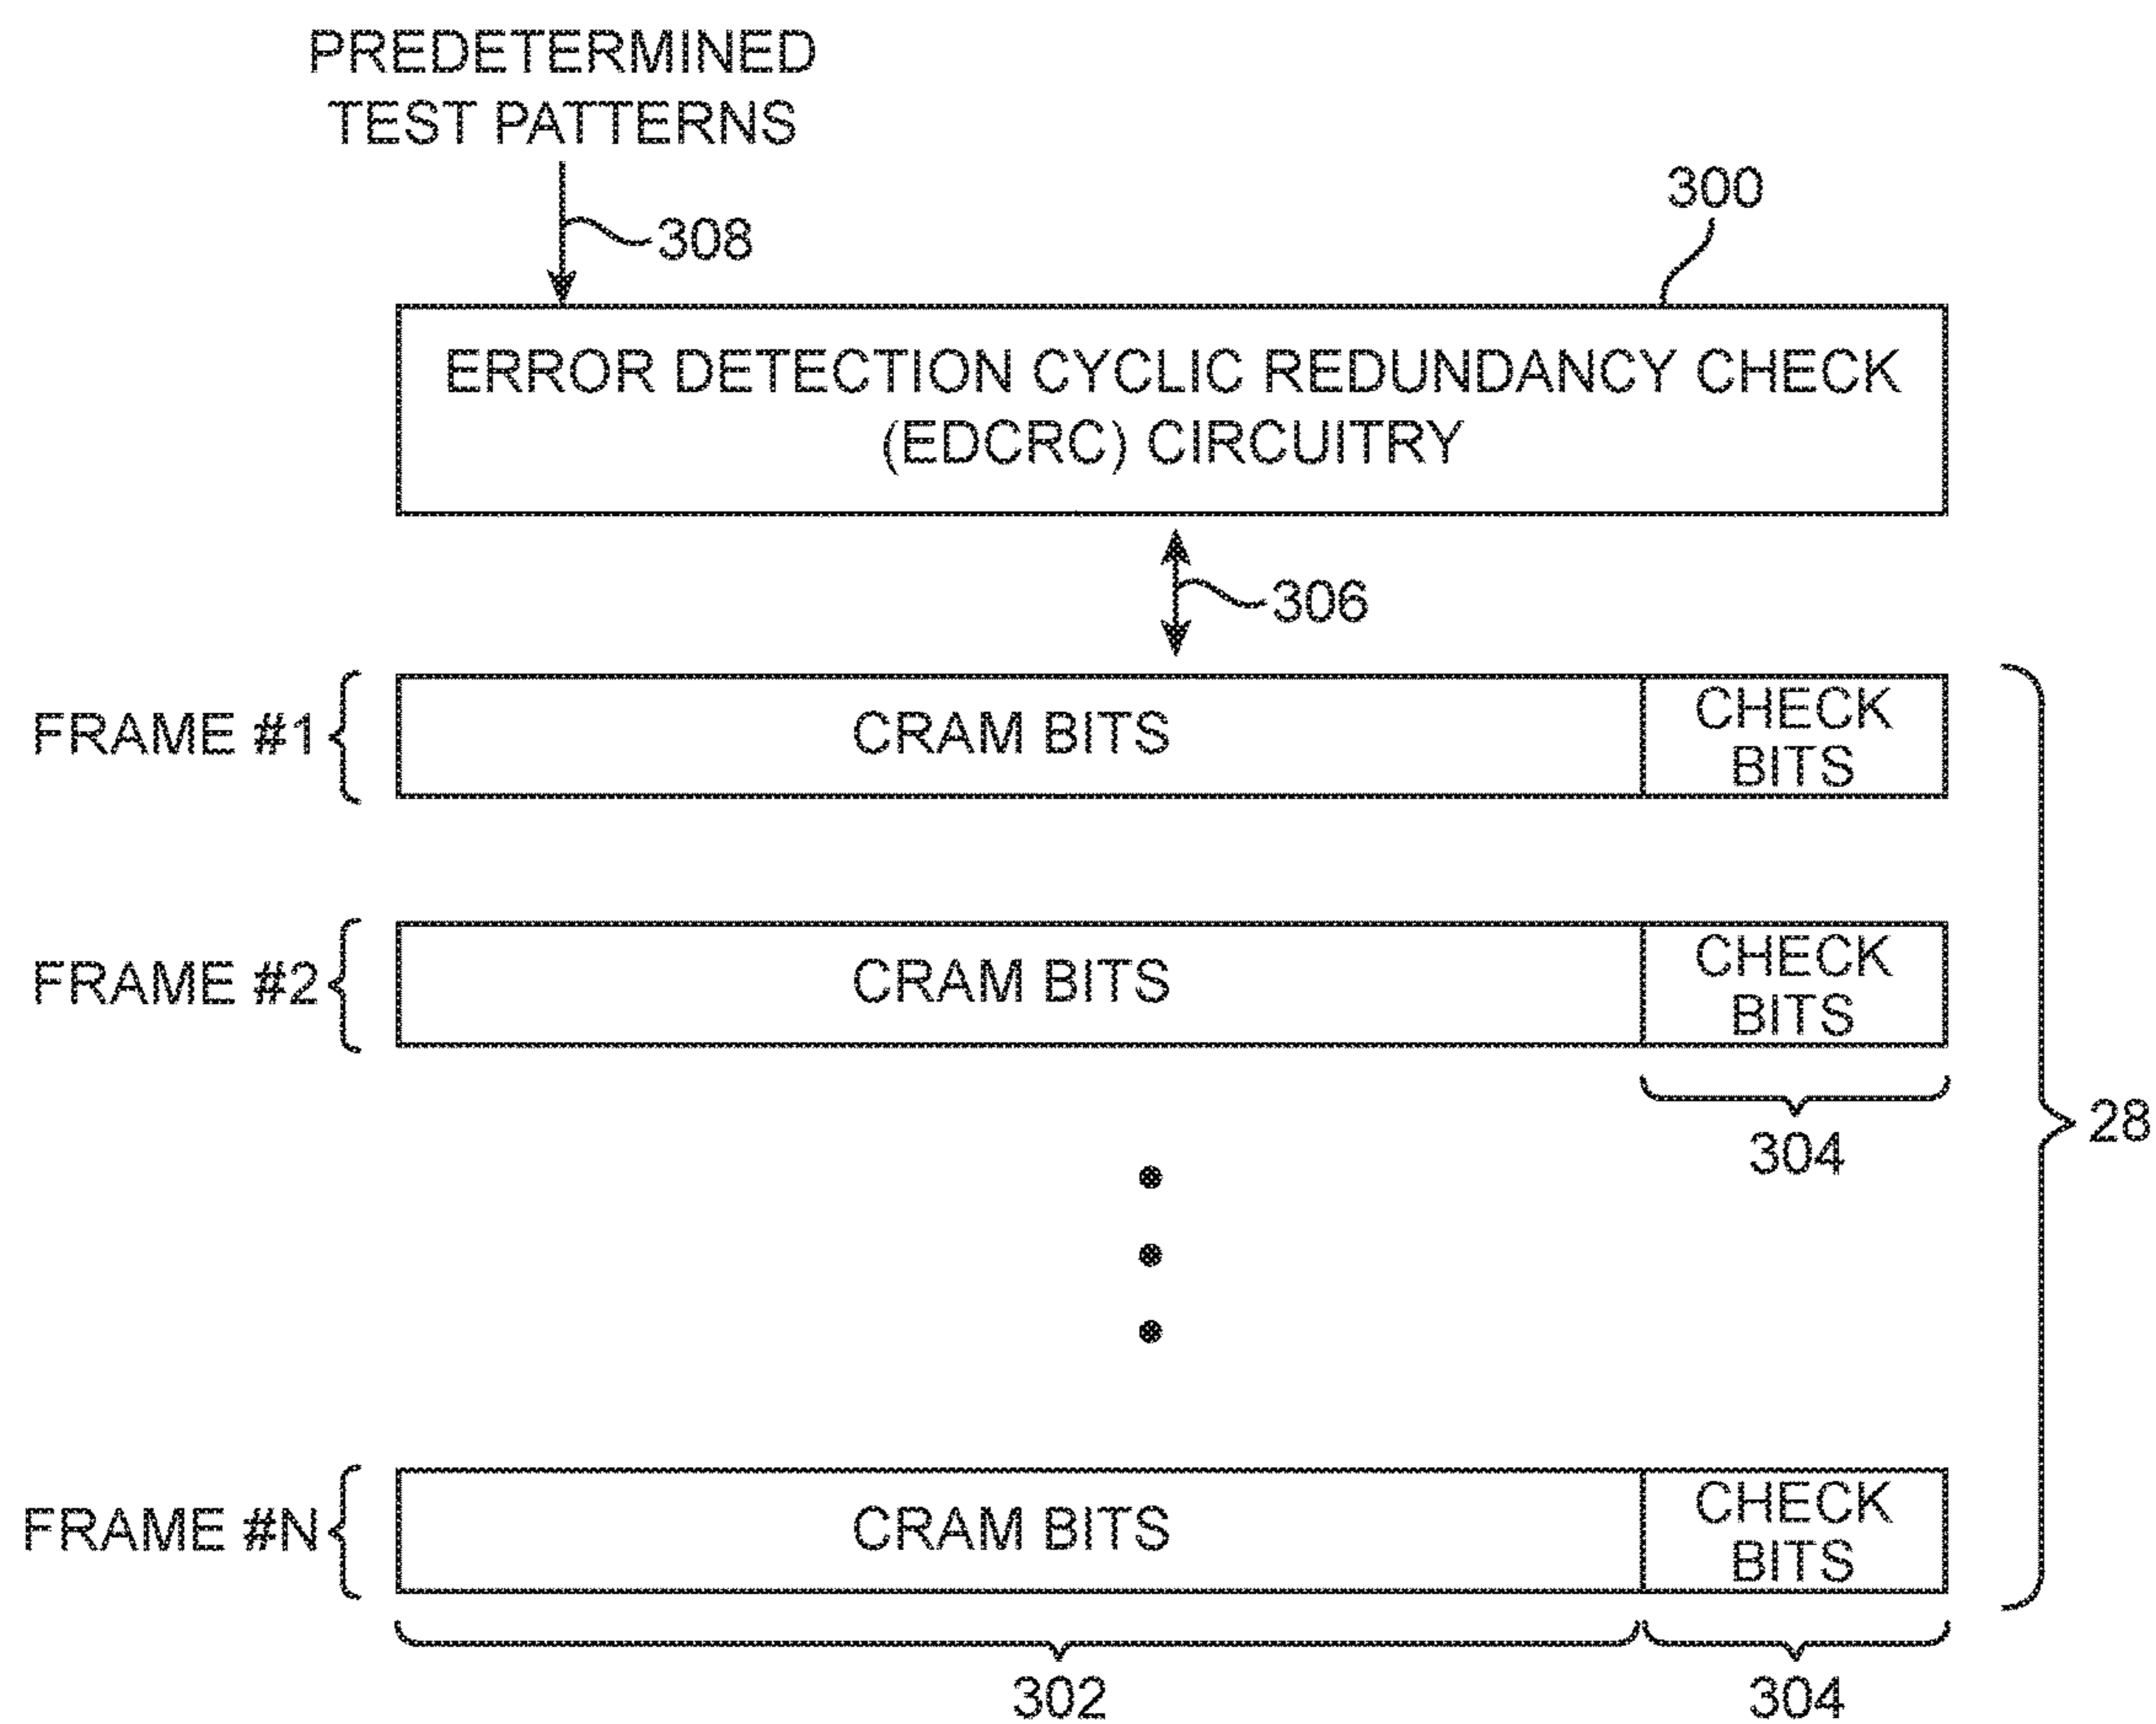 PREDETERMINED
TEST PATTERNS
308
300
ERROR DETECTION CYCLIC REDUNDANCY CHECK
(EDCRC) CIRCUITRY
306
FRAME #1
CRAM BITS
CHECK
BITS
FRAME #2
CRAM BITS
CHECK
BITS
304
28
FRAME #N
CRAM BITS
CHECK
BITS
302
304